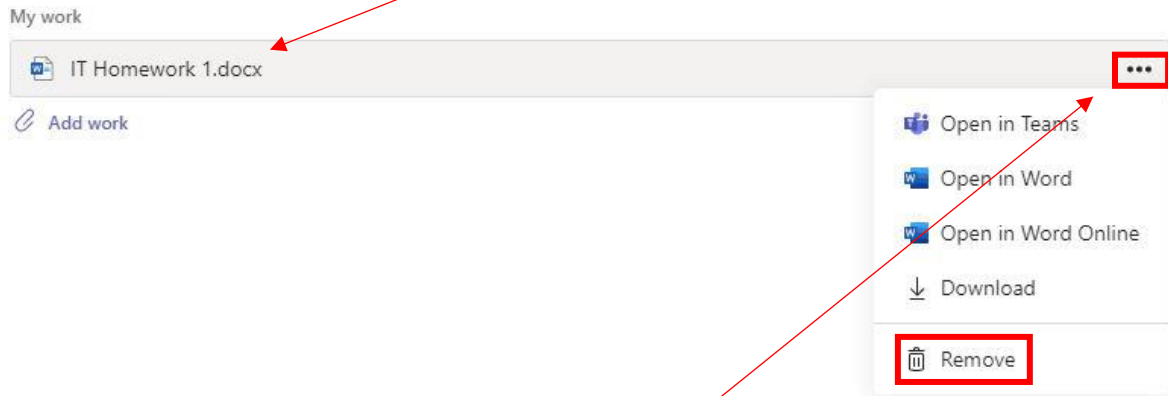 My work
IT Homework 1.docx
Add work
Open in Teams
Open in Word
Open in Word Online
Download
Remove